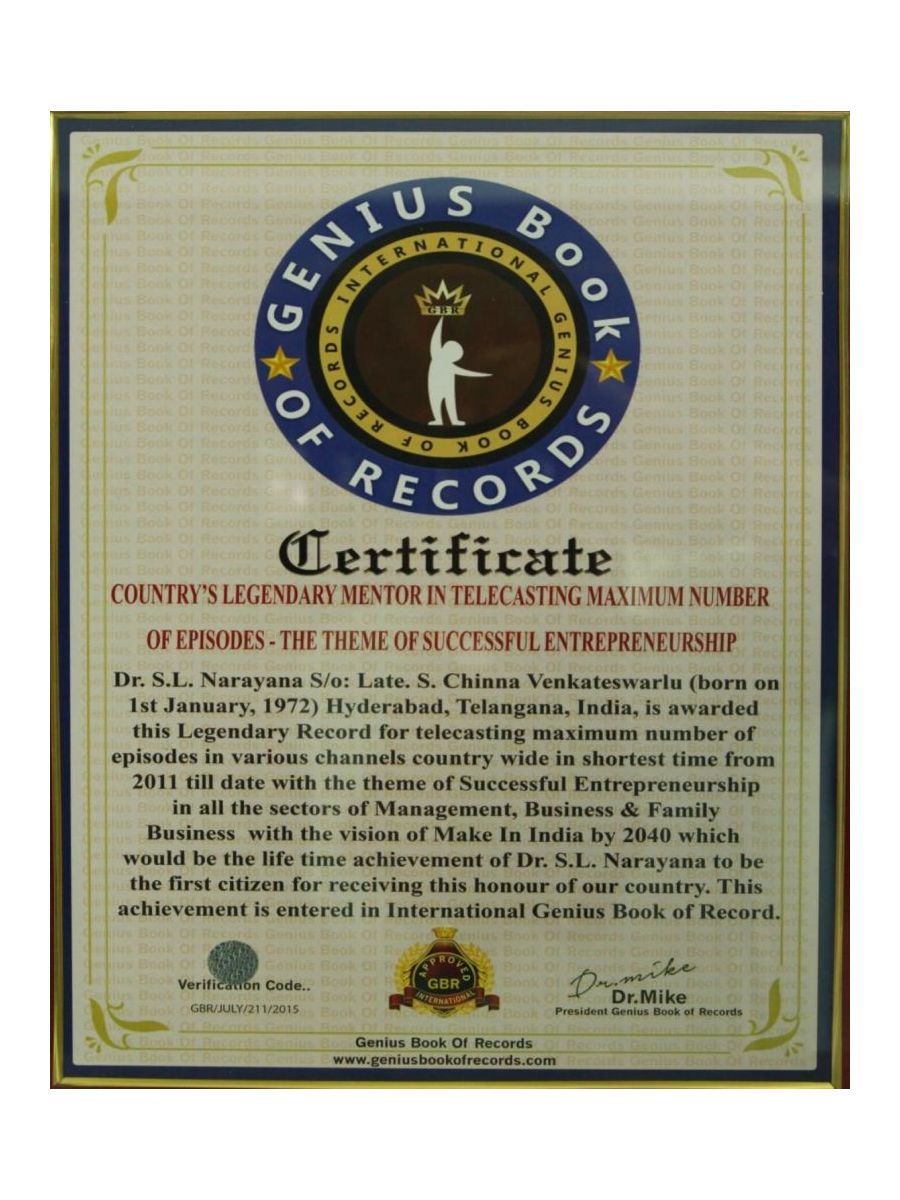 GENIUS BOOK
OF RECORDS
INTERNATIONAL GENIUS BOOK OF RECORDS
GBR
Certificate
COUNTRY'S LEGENDARY MENTOR IN TELECASTING MAXIMUM NUMBER
OF EPISODES - THE THEME OF SUCCESSFUL ENTREPRENEURSHIP
Dr. S.L. Narayana S/o: Late. S. Chinna Venkateswarlu (born on
1st January, 1972) Hyderabad, Telangana, India, is awarded
this Legendary Record for telecasting maximum number of
episodes in various channels country wide in shortest time from
2011 till date with the theme of Successful Entrepreneurship
in all the sectors of Management, Business & Family
Business with the vision of Make In India by 2040 which
would be the life time achievement of Dr. S.L. Narayana to be
the first citizen for receiving this honour of our country. This
achievement is entered in International Genius Book of Record.
Verification Code..
GBR/JULY/211/2015
APPROVED
GBR
INTERNATIONAL
Dr.mike
Dr.Mike
President Genius Book of Records
Genius Book Of Records
www.geniusbookofrecords.com